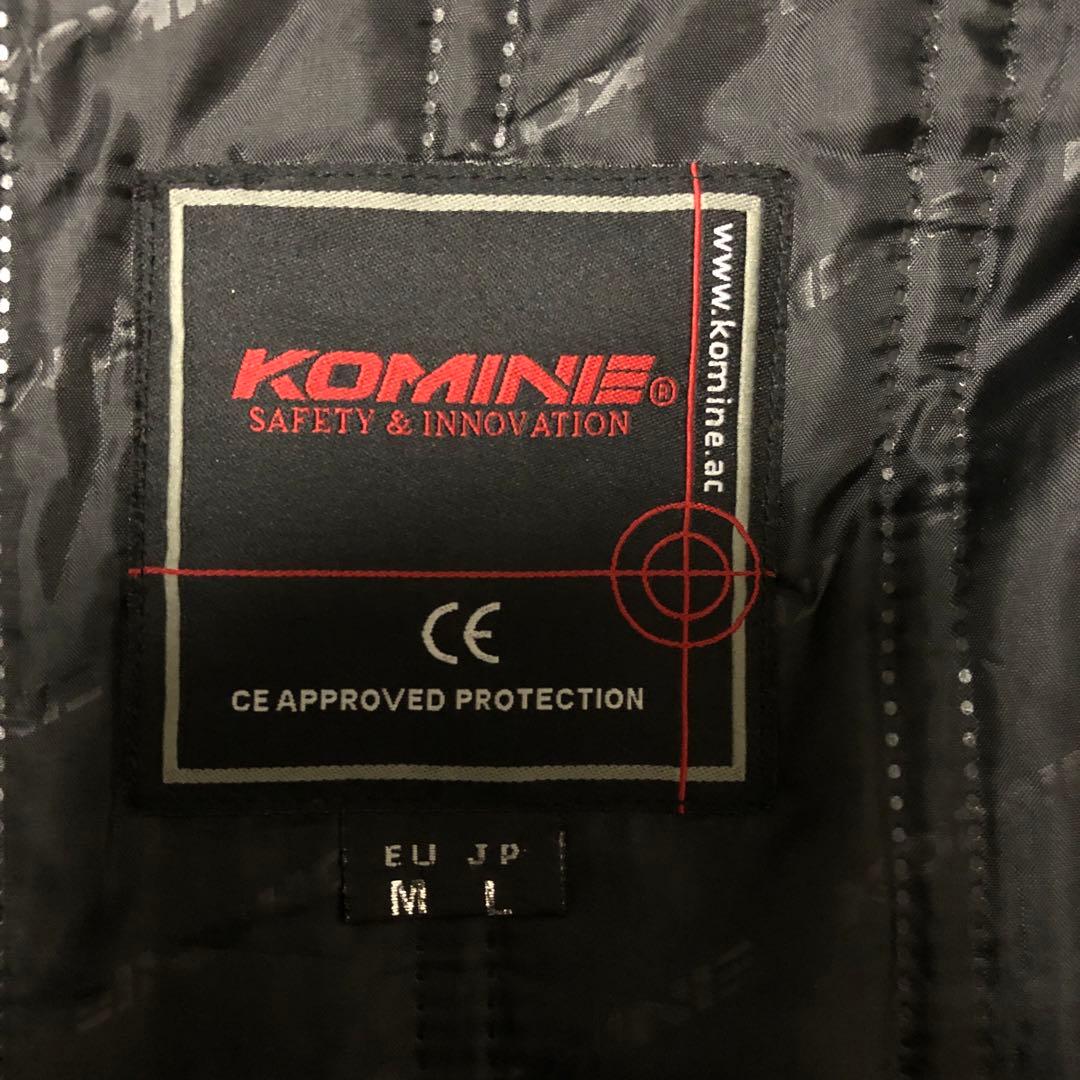 KOMINE®
SAFETY & INNOVATION
www.komine.ac
CE
CE APPROVED PROTECTION
EU JP
M L